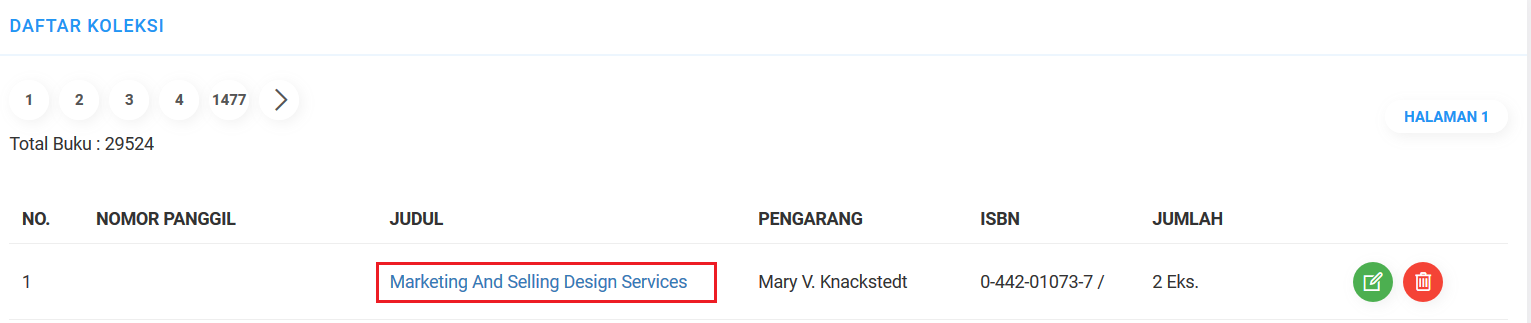 DAFTAR KOLEKSI
1 2 3 4 1477
HALAMAN 1
Total Buku : 29524
NO. NOMOR PANGGIL JUDUL PENGARANG ISBN JUMLAH
1 Marketing And Selling Design Services Mary V. Knackstedt 0-442-01073-7 / 2 Eks.